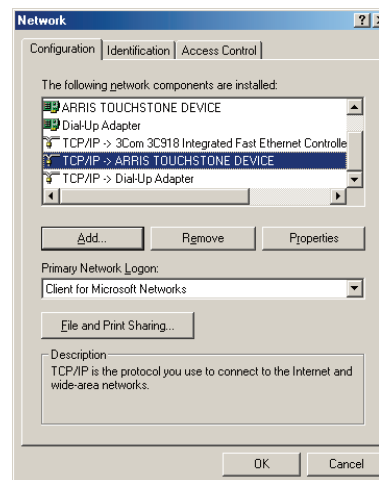 Network
Configuration Identification Access Control
The following network components are installed:
ARRIS TOUCHSTONE DEVICE
Dial-Up Adapter
TCP/IP -> 3Com 3C918 Integrated Fast Ethernet Controlle
TCP/IP -> ARRIS TOUCHSTONE DEVICE
TCP/IP -> Dial-Up Adapter
Add... Remove Properties
Primary Network Logon:
Client for Microsoft Networks
File and Print Sharing...
Description
TCP/IP is the protocol you use to connect to the Internet and
wide-area networks.
OK Cancel